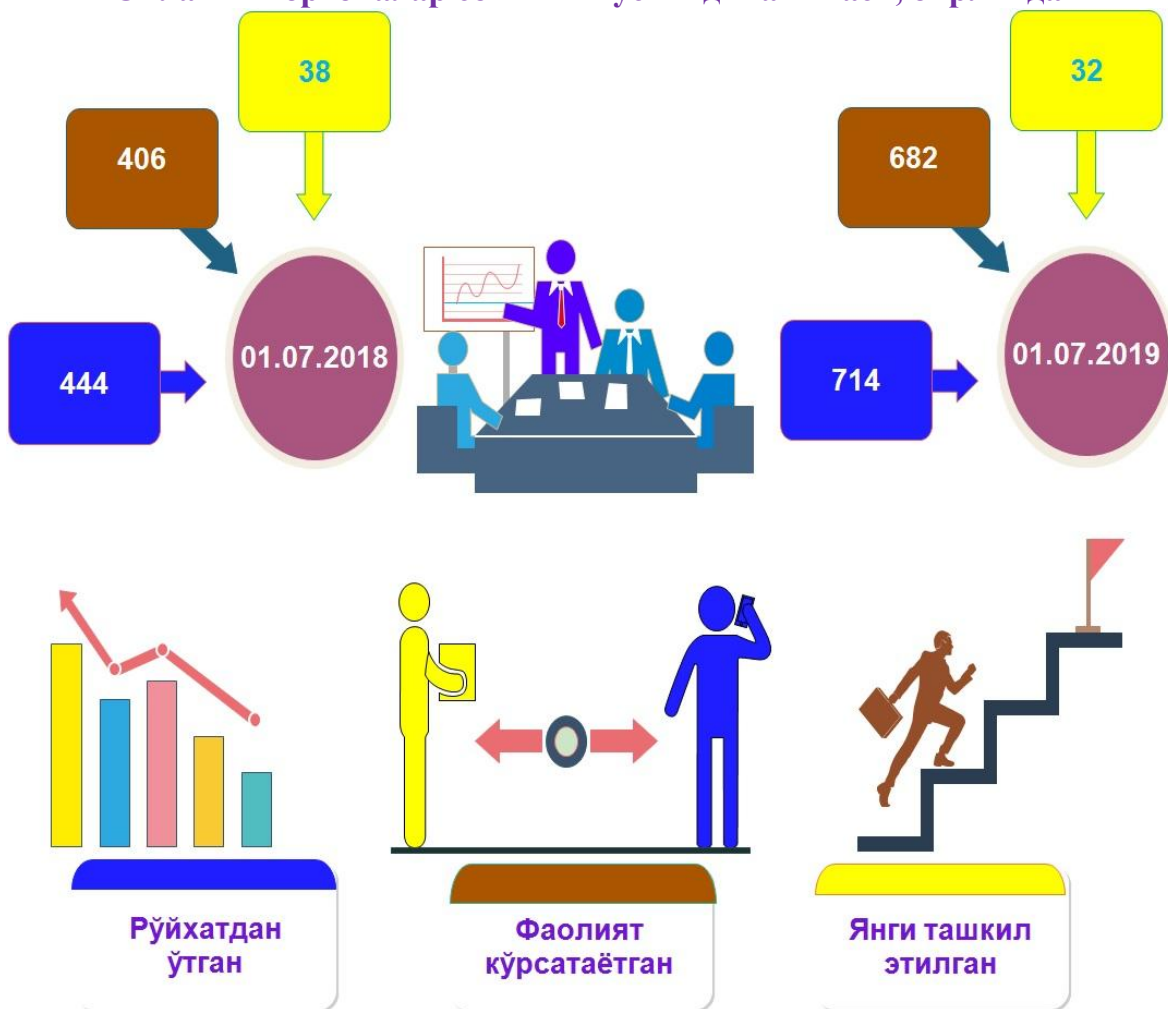 38
32
406
682
01.07.2018
01.07.2019
444
714
Рўйхатдан
ўтган
Фаолият
кўрсатаётган
Янги ташкил
этилган